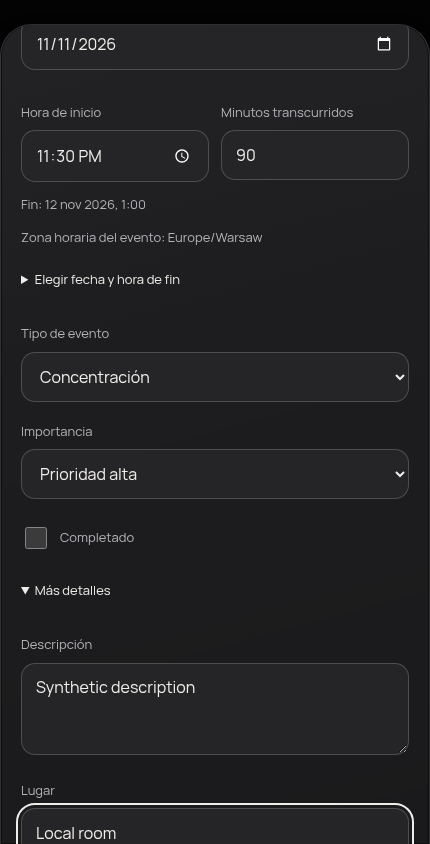 11/11/2026
Hora de inicio
Minutos transcurridos
11:30 PM
90
Fin: 12 nov 2026, 1:00
Zona horaria del evento: Europe/Warsaw
Elegir fecha y hora de fin
Tipo de evento
Concentración
Importancia
Prioridad alta
Completado
Más detalles
Descripción
Synthetic description
Lugar
Local room